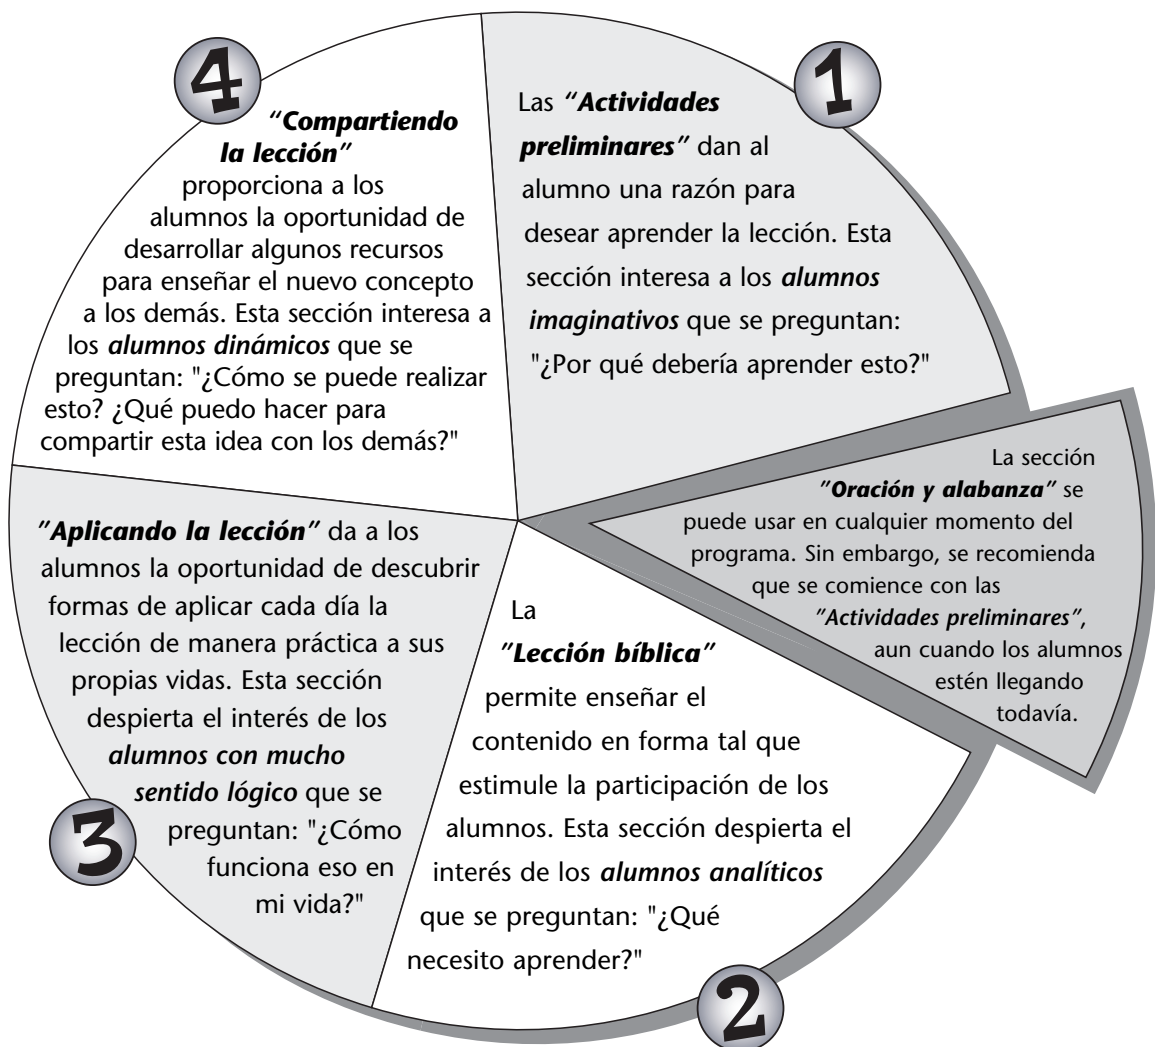 1
Las "Actividades
preliminares" dan al
alumno una razón para
desear aprender la lección. Esta
sección interesa a los alumnos
imaginativos que se preguntan:
"¿Por qué debería aprender esto?"
La sección
"Oración y alabanza" se
puede usar en cualquier momento del
programa. Sin embargo, se recomienda
que se comience con las
"Actividades preliminares",
aun cuando los alumnos
estén llegando
todavía.
2
La
"Lección bíblica"
permite enseñar el
contenido en forma tal que
estimule la participación de los
alumnos. Esta sección despierta el
interés de los alumnos analíticos
que se preguntan: "¿Qué
necesito aprender?"
3
"Aplicando la lección" da a los
alumnos la oportunidad de descubrir
formas de aplicar cada día la
lección de manera práctica a sus
propias vidas. Esta sección
despierta el interés de los
alumnos con mucho
sentido lógico que se
preguntan: "¿Cómo
funciona eso en
mi vida?"
4
"Compartiendo
la lección"
proporciona a los
alumnos la oportunidad de
desarrollar algunos recursos
para enseñar el nuevo concepto
a los demás. Esta sección interesa a
los alumnos dinámicos que se
preguntan: "¿Cómo se puede realizar
esto? ¿Qué puedo hacer para
compartir esta idea con los demás?"